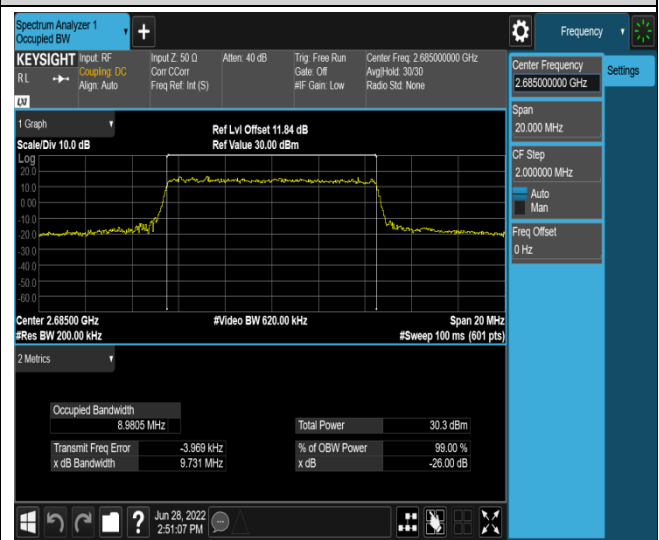 Spectrum Analyzer 1
Occupied BW
Frequency
KEYSIGHT
RL
LXI
Input: RF
Coupling: DC
Align: Auto
Input Z: 50 Ω
Corr CCorr
Freq Ref: Int (S)
Atten: 40 dB
Trig: Free Run
Gate: Off
#IF Gain: Low
Center Freq: 2.685000000 GHz
Avg|Hold: 30/30
Radio Std: None
Center Frequency
2.685000000 GHz
Settings
Span
20.000 MHz
CF Step
2.000000 MHz
Auto
Man
Freq Offset
0 Hz
1 Graph
Scale/Div 10.0 dB
Ref Lvl Offset 11.84 dB
Ref Value 30.00 dBm
Log
20.0
10.0
0.00
-10.0
-20.0
-30.0
-40.0
-50.0
-60.0
Center 2.68500 GHz
#Res BW 200.00 kHz
#Video BW 620.00 kHz
Span 20 MHz
#Sweep 100 ms (601 pts)
2 Metrics
Occupied Bandwidth
8.9805 MHz
Total Power 30.3 dBm
Transmit Freq Error -3.969 kHz
% of OBW Power 99.00 %
x dB Bandwidth 9.731 MHz
x dB -26.00 dB
?
Jun 28, 2022
2:51:07 PM